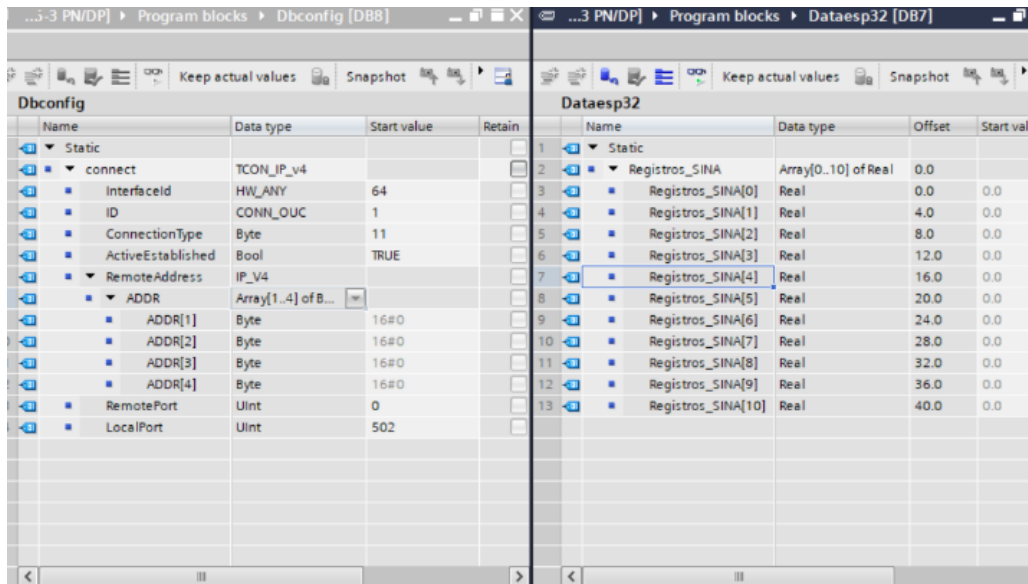 ...5-3 PN/DP] ▸ Program blocks ▸ Dbconfig [DB8]
Keep actual values Snapshot
Dbconfig
Name Data type Start value Retain
Static
connect TCON_IP_v4
InterfaceId HW_ANY 64
ID CONN_OUC 1
ConnectionType Byte 11
ActiveEstablished Bool TRUE
RemoteAddress IP_V4
ADDR Array[1..4] of B...
ADDR[1] Byte 16#0
ADDR[2] Byte 16#0
ADDR[3] Byte 16#0
ADDR[4] Byte 16#0
RemotePort UInt 0
LocalPort UInt 502
...3 PN/DP] ▸ Program blocks ▸ Dataesp32 [DB7]
Keep actual values Snapshot
Dataesp32
Name Data type Offset Start val
1 Static
2 Registros_SINA Array[0..10] of Real 0.0
3 Registros_SINA[0] Real 0.0 0.0
4 Registros_SINA[1] Real 4.0 0.0
5 Registros_SINA[2] Real 8.0 0.0
6 Registros_SINA[3] Real 12.0 0.0
7 Registros_SINA[4] Real 16.0 0.0
8 Registros_SINA[5] Real 20.0 0.0
9 Registros_SINA[6] Real 24.0 0.0
10 Registros_SINA[7] Real 28.0 0.0
11 Registros_SINA[8] Real 32.0 0.0
12 Registros_SINA[9] Real 36.0 0.0
13 Registros_SINA[10] Real 40.0 0.0